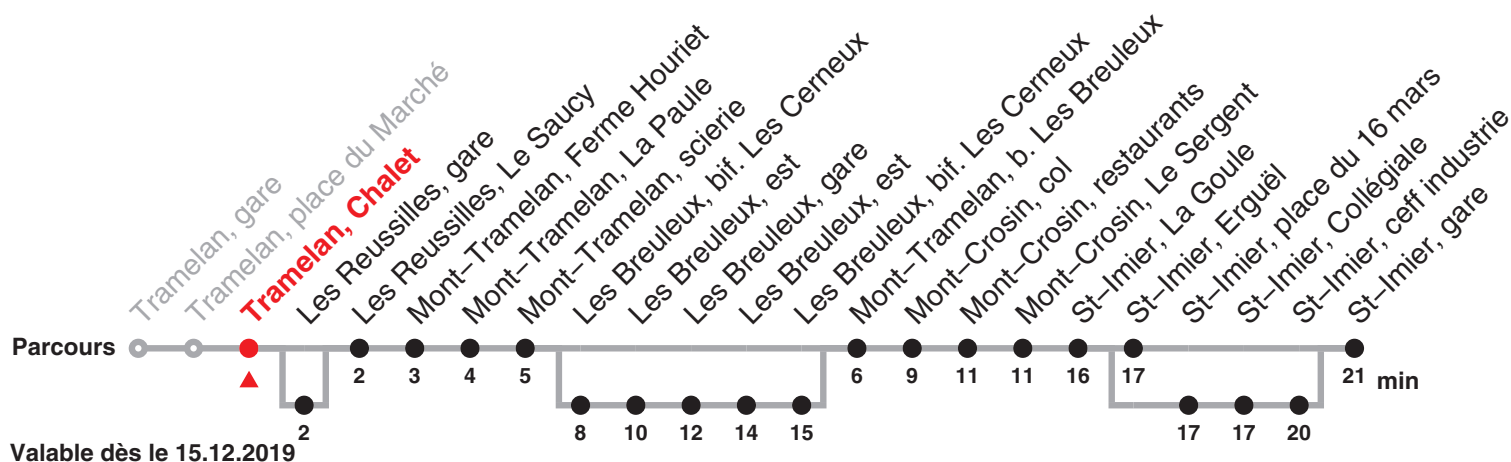 Tramelan, gare
Tramelan, place du Marché
Tramelan, Chalet
Les Reussilles, gare
Les Reussilles, Le Saucy
Mont–Tramelan, Ferme Houriet
Mont–Tramelan, La Paule
Mont–Tramelan, scierie
Les Breuleux, bif. Les Cerneux
Les Breuleux, est
Les Breuleux, gare
Les Breuleux, est
Les Breuleux, bif. Les Cerneux
Mont–Tramelan, b. Les Breuleux
Mont–Crosin, col
Mont–Crosin, restaurants
Mont–Crosin, Le Sergent
St–Imier, La Goule
St–Imier, Erguël
St–Imier, place du 16 mars
St–Imier, Collégiale
St–Imier, ceff industrie
St–Imier, gare
Parcours
2 3 4 5 6 9 11 11 16 17 21 min
2 8 10 12 14 15 17 17 20
Valable dès le 15.12.2019